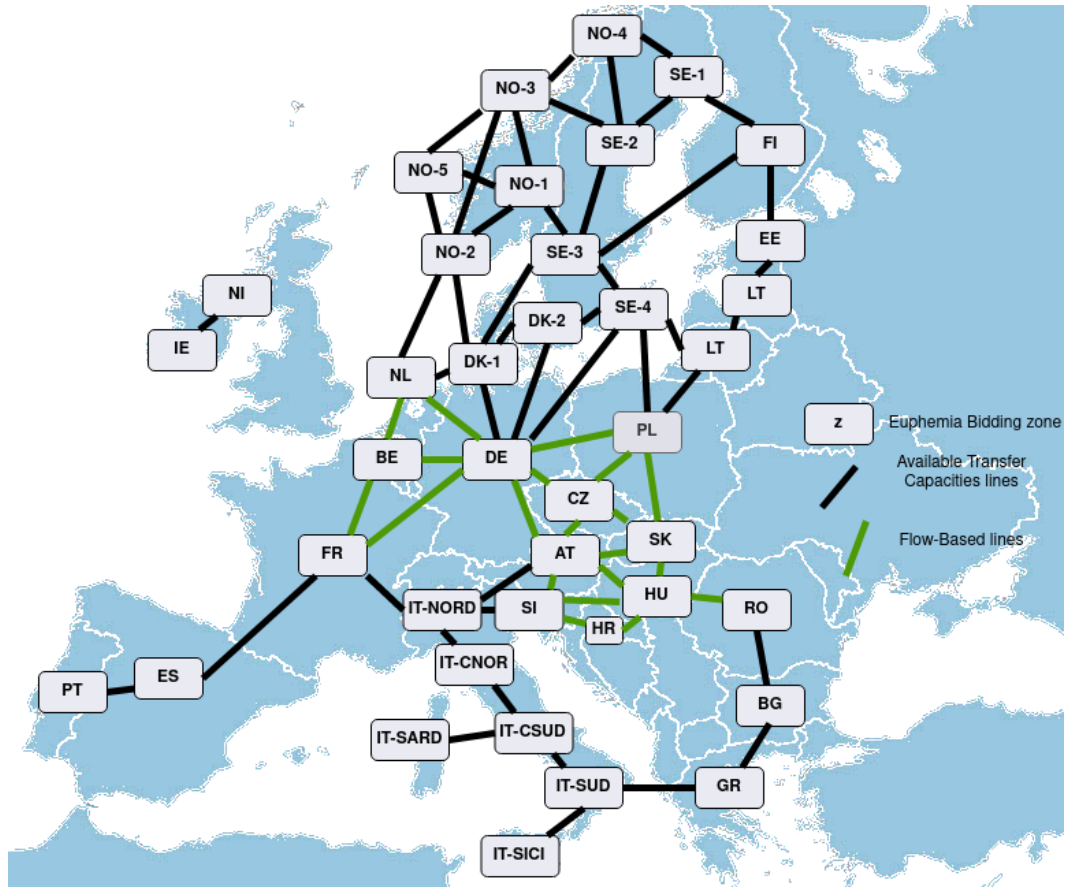 NO-4
SE-1
NO-3
SE-2
FI
NO-5
NO-1
EE
NO-2
SE-3
NI
LT
SE-4
DK-2
IE
LT
DK-1
NL
PL
Z
Euphemia Bidding zone
BE
DE
Available Transfer
Capacities lines
CZ
FR
AT
SK
Flow-Based lines
HU
IT-NORD
SI
RO
HR
IT-CNOR
ES
PT
BG
IT-CSUD
IT-SARD
IT-SUD
GR
IT-SICI